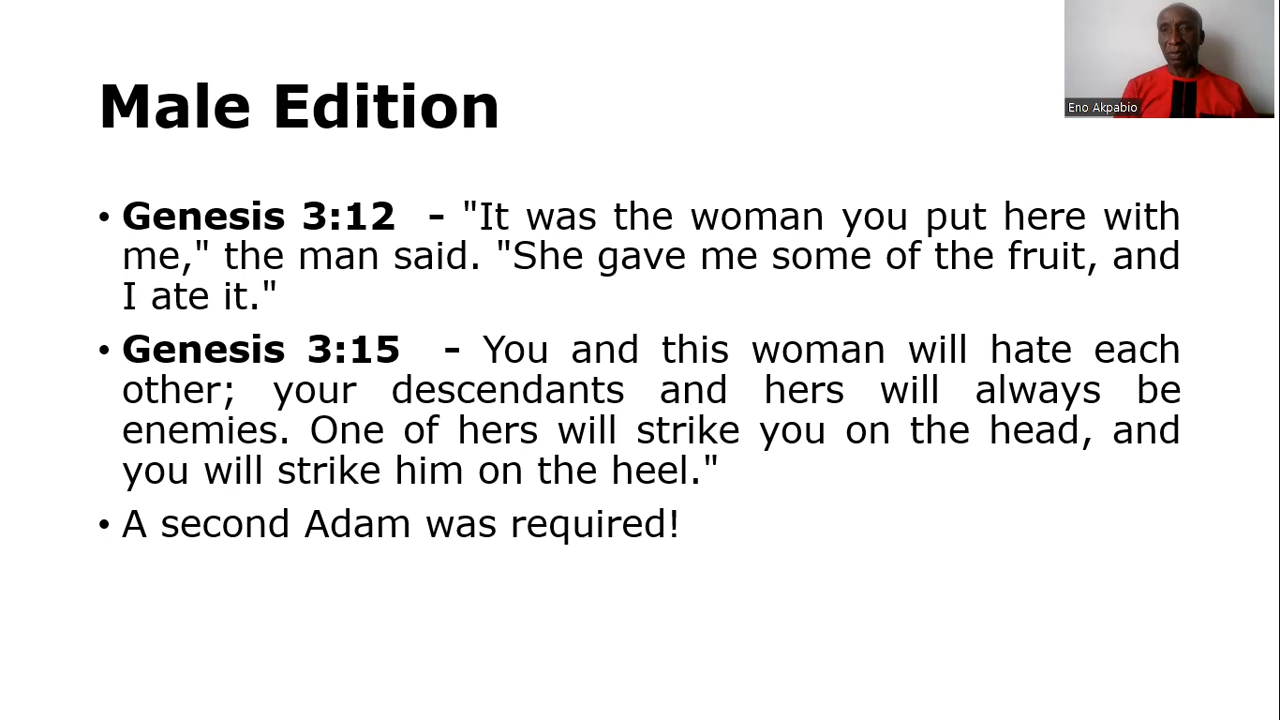 Male Edition
Eno Akpabio
• Genesis 3:12 - "It was the woman you put here with
me," the man said. "She gave me some of the fruit, and
I ate it."
• Genesis 3:15 - You and this woman will hate each
other; your descendants and hers will always be
enemies. One of hers will strike you on the head, and
you will strike him on the heel."
• A second Adam was required!